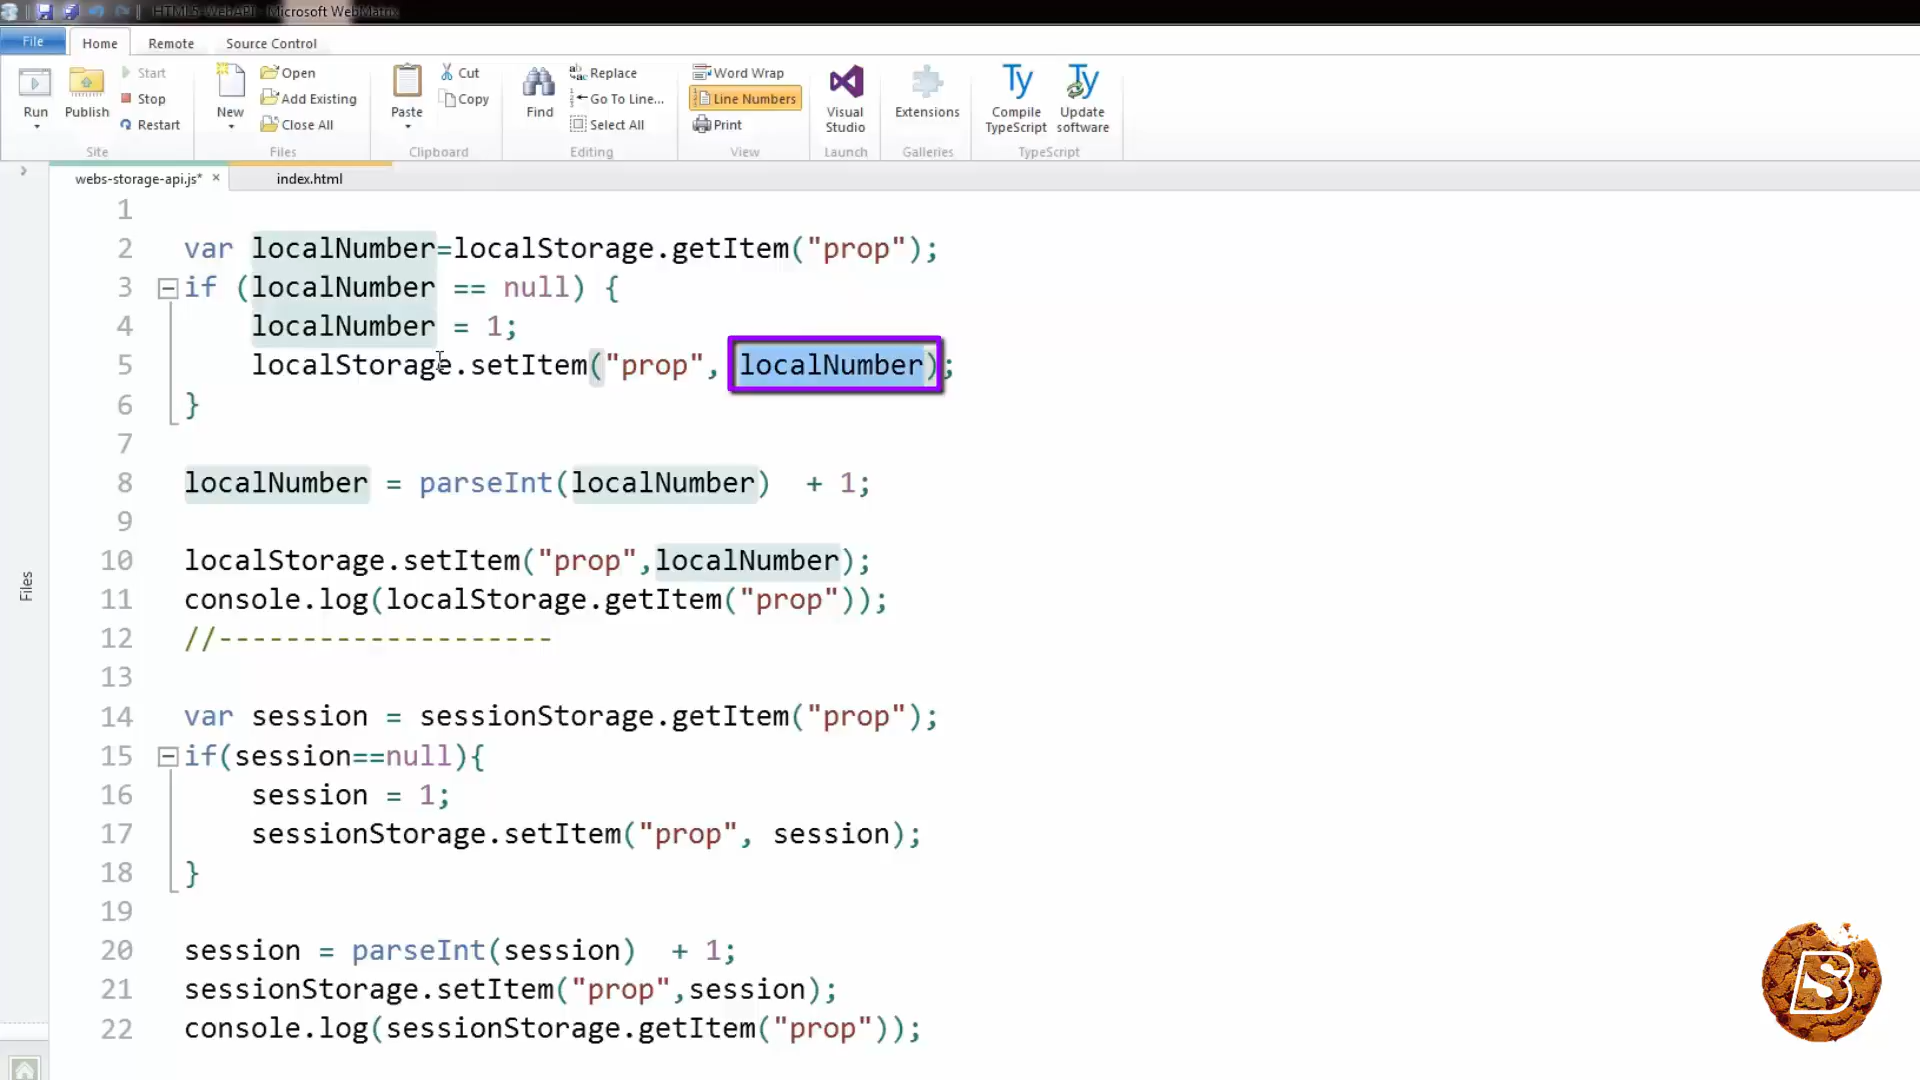 HTML5-WebAPI - Microsoft WebMatrix
File Home Remote Source Control
Run
Publish
Start
Stop
Restart
Site
New
Open
Add Existing
Close All
Files
Paste
Cut
Copy
Clipboard
Find
Replace
Go To Line...
Select All
Editing
Word Wrap
Line Numbers
Print
View
Visual
Studio
Launch
Extensions
Galleries
Compile
TypeScript
Update
software
TypeScript
webs-storage-api.js* × index.html
Files
1
2 var localNumber=localStorage.getItem("prop");
3 if (localNumber == null) {
4 localNumber = 1;
5 localStorage.setItem("prop", localNumber);
6 }
7
8 localNumber = parseInt(localNumber)  + 1;
9
10 localStorage.setItem("prop",localNumber);
11 console.log(localStorage.getItem("prop"));
12 //--------------------
13
14 var session = sessionStorage.getItem("prop");
15 if(session==null){
16 session = 1;
17 sessionStorage.setItem("prop", session);
18 }
19
20 session = parseInt(session)  + 1;
21 sessionStorage.setItem("prop",session);
22 console.log(sessionStorage.getItem("prop"));